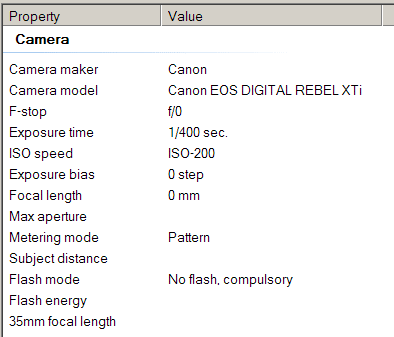 Property Value
Camera
Camera maker Canon
Camera model Canon EOS DIGITAL REBEL XTi
F-stop f/0
Exposure time 1/400 sec.
ISO speed ISO-200
Exposure bias 0 step
Focal length 0 mm
Max aperture
Metering mode Pattern
Subject distance
Flash mode No flash, compulsory
Flash energy
35mm focal length